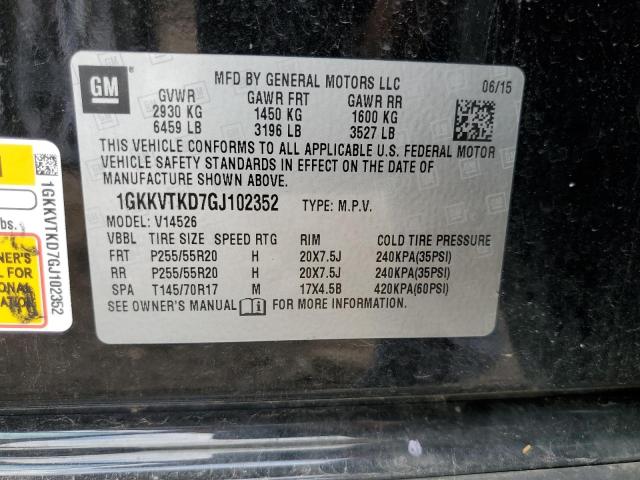 GM
MFD BY GENERAL MOTORS LLC 06/15
GVWR GAWR FRT GAWR RR
2930 KG 1450 KG 1600 KG
6459 LB 3196 LB 3527 LB
THIS VEHICLE CONFORMS TO ALL APPLICABLE U.S. FEDERAL MOTOR
VEHICLE SAFETY STANDARDS IN EFFECT ON THE DATE OF
MANUFACTURE SHOWN ABOVE.
1GKKVTKD7GJ102352 TYPE: M.P.V.
MODEL: V14526
VBBL TIRE SIZE SPEED RTG RIM COLD TIRE PRESSURE
FRT P255/55R20 H 20X7.5J 240KPA(35PSI)
RR P255/55R20 H 20X7.5J 240KPA(35PSI)
SPA T145/70R17 M 17X4.5B 420KPA(60PSI)
SEE OWNER'S MANUAL i FOR MORE INFORMATION.
lbs.
OWNER'S
FOR
1GKKVTKD7GJ102352